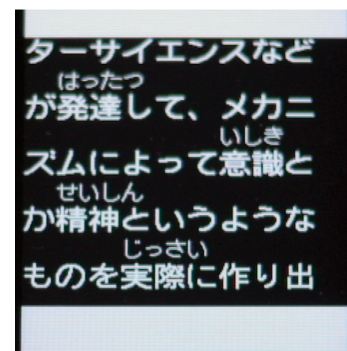 ターサイエンスなど
はったつ
が発達して、メカニ
いしき
ズムによって意識と
せいしん
か精神というような
じっさい
ものを実際に作り出